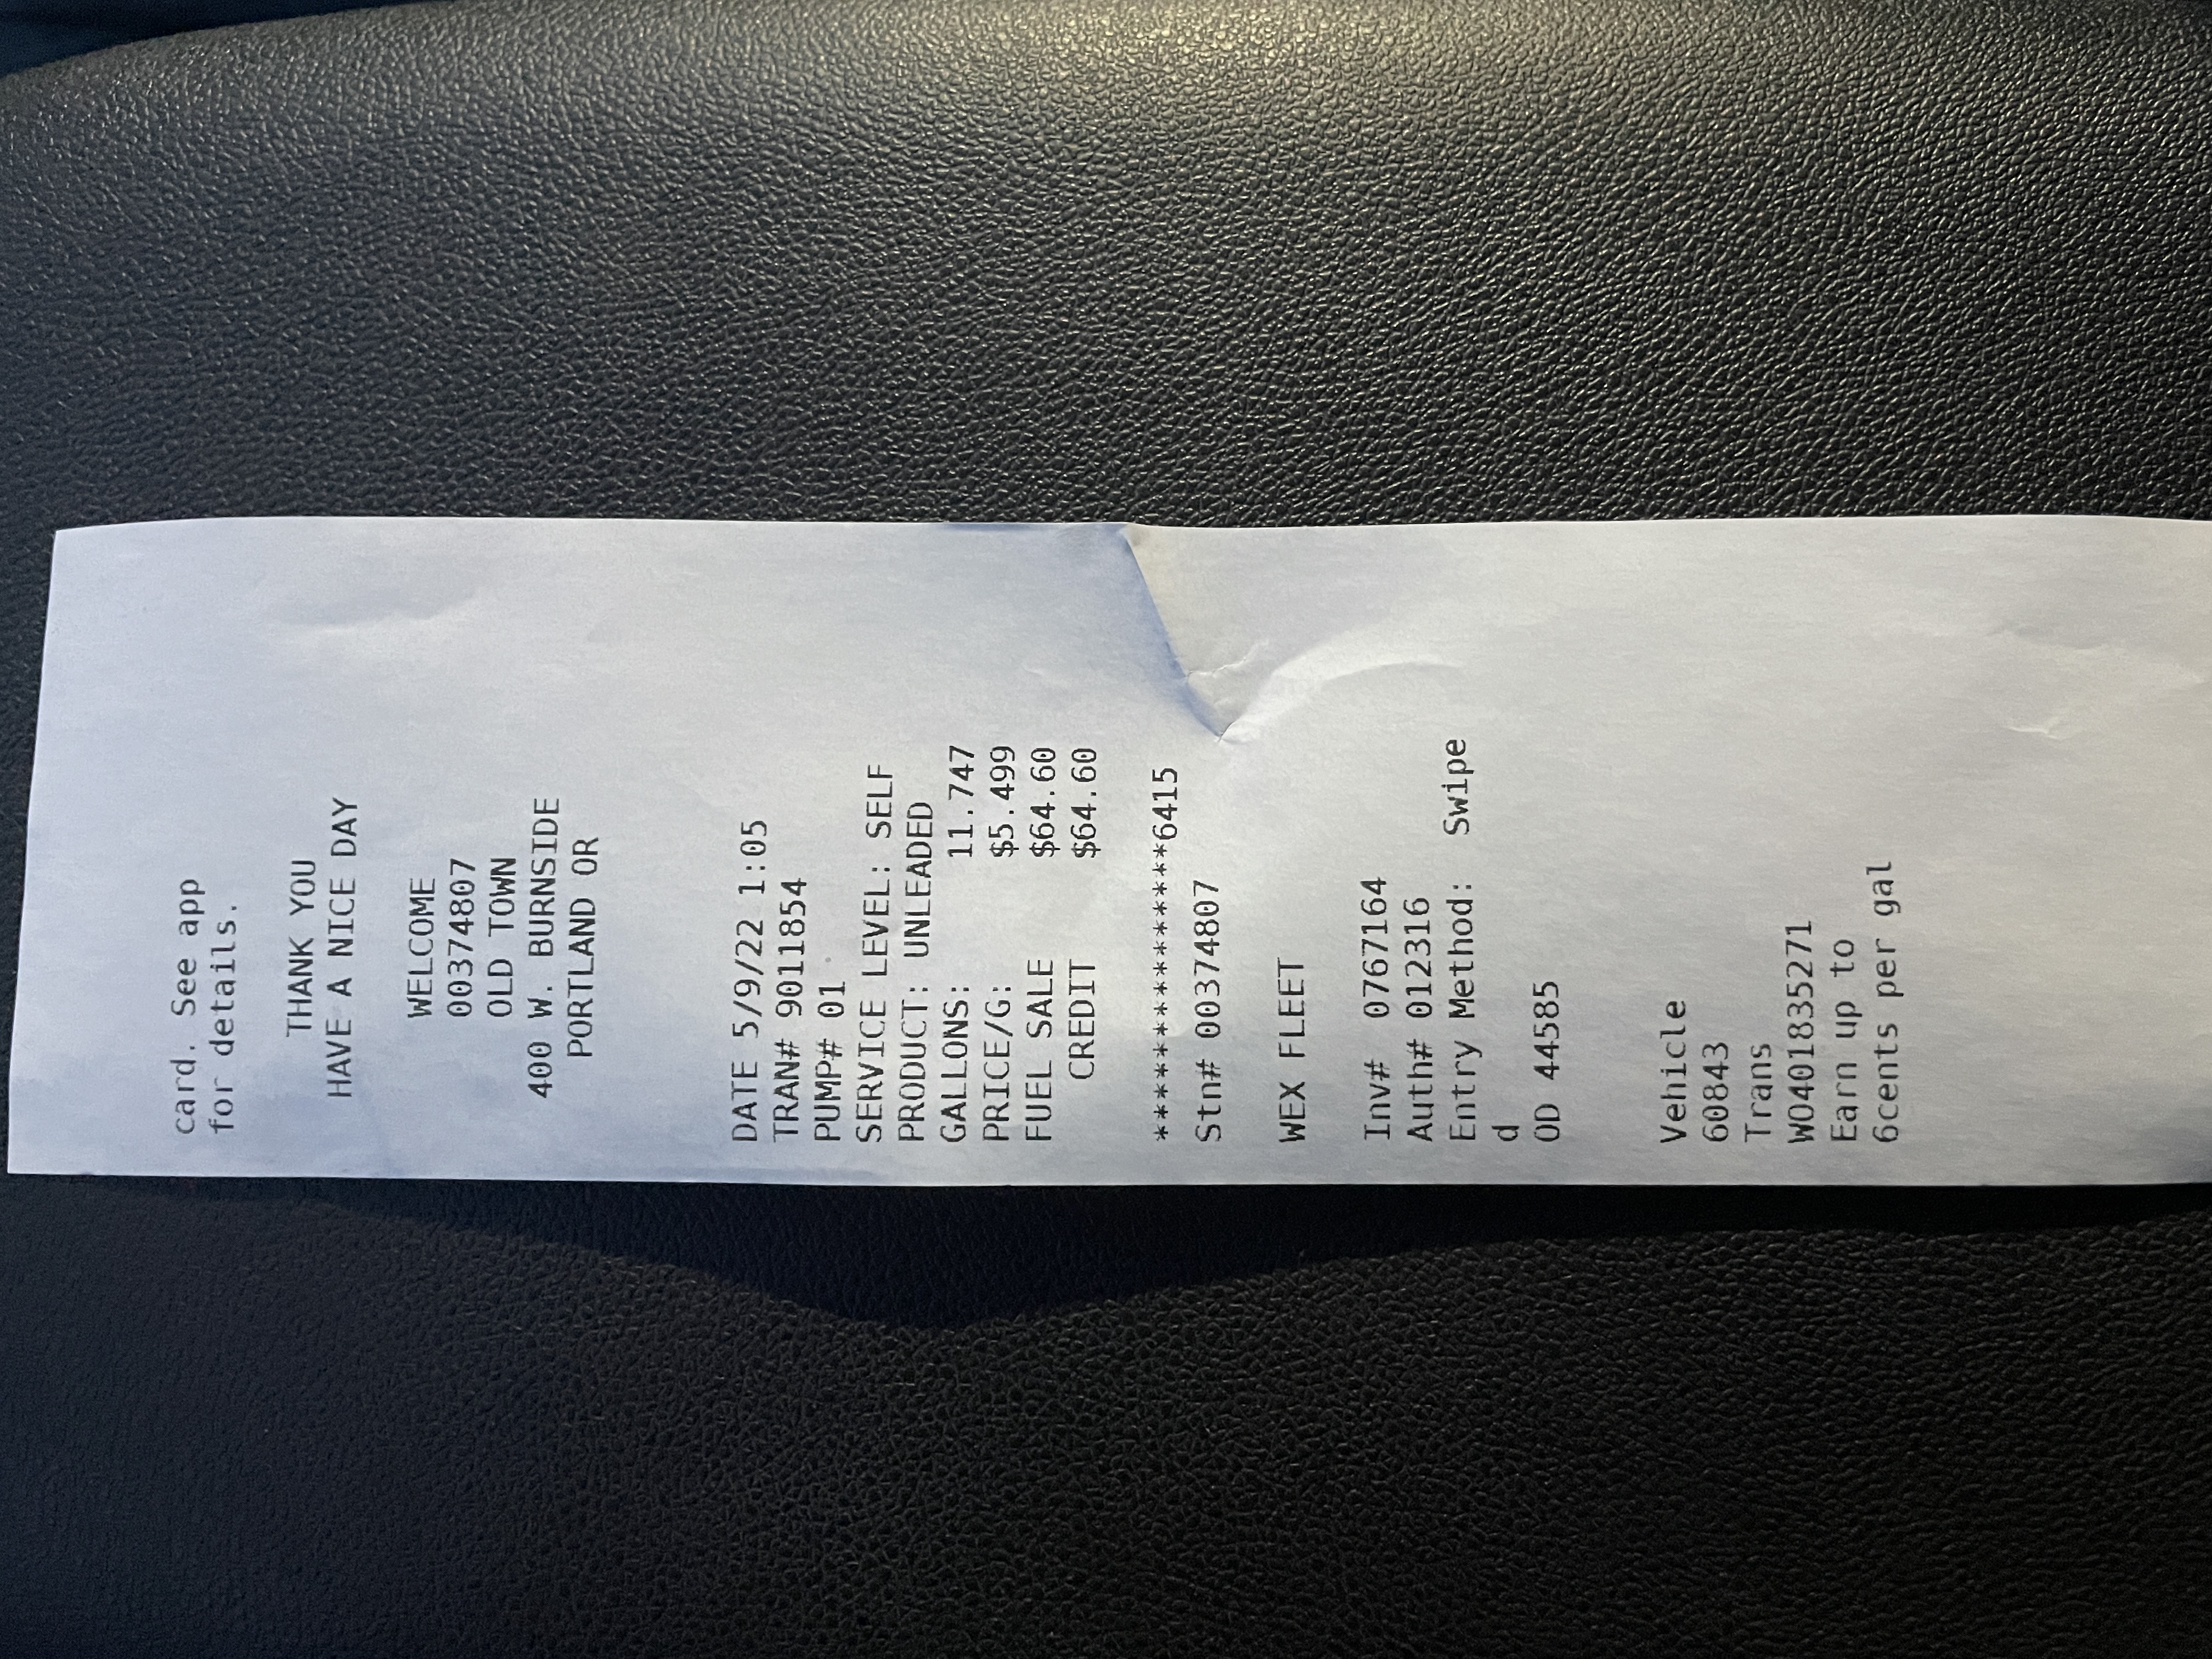 card. See app
for details.
THANK YOU
HAVE A NICE DAY
WELCOME
00374807
OLD TOWN
400 W. BURNSIDE
PORTLAND OR
DATE 5/9/22 1:05
TRAN# 9011854
PUMP# 01
SERVICE LEVEL: SELF
PRODUCT: UNLEADED
GALLONS: 11.747
PRICE/G: $5.499
FUEL SALE $64.60
CREDIT $64.60
***************6415
Stn# 00374807
WEX FLEET
Inv# 0767164
Auth# 012316
Entry Method: Swipe
d
OD 44585
Vehicle
60843
Trans
WO401835271
Earn up to
6cents per gal